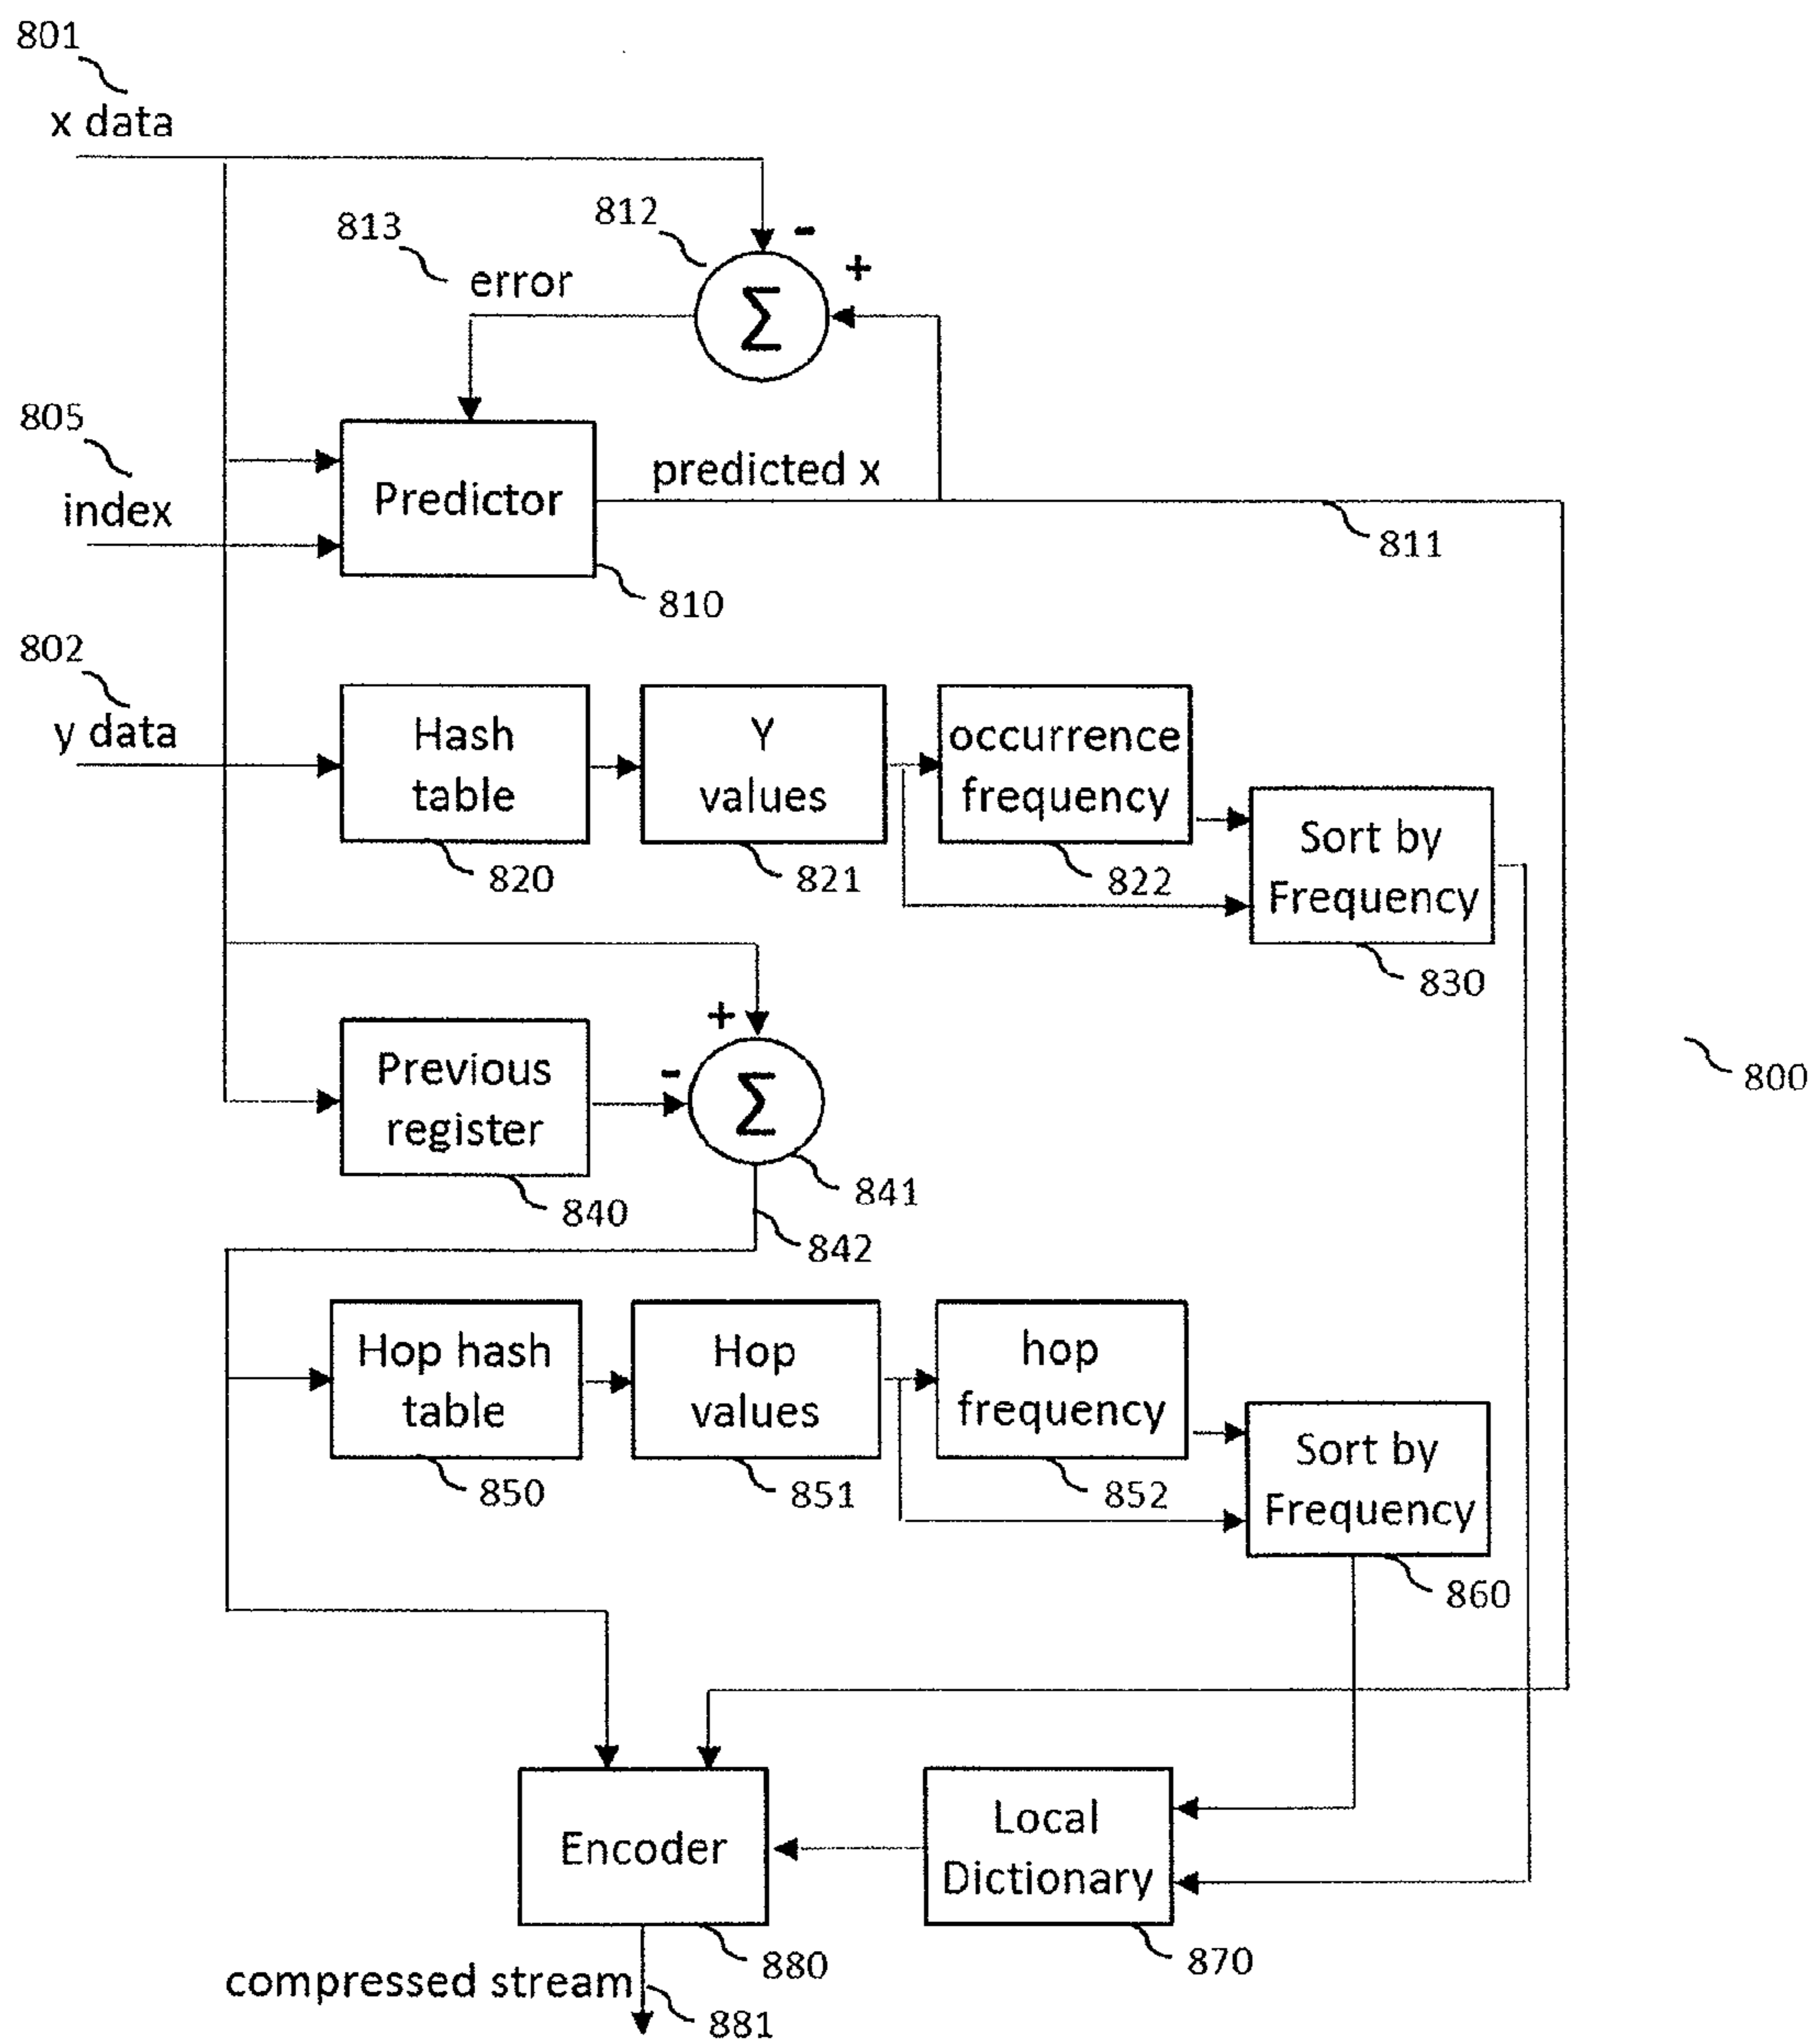 801
x data
813
812
-
+
error
Σ
805
index
Predictor
predicted x
811
810
802
y data
Hash
table
820
Y
values
821
occurrence
frequency
822
Sort by
Frequency
830
+
-
Previous
register
840
Σ
841
842
800
Hop hash
table
850
Hop
values
851
hop
frequency
852
Sort by
Frequency
860
Encoder
880
Local
Dictionary
870
compressed stream
881